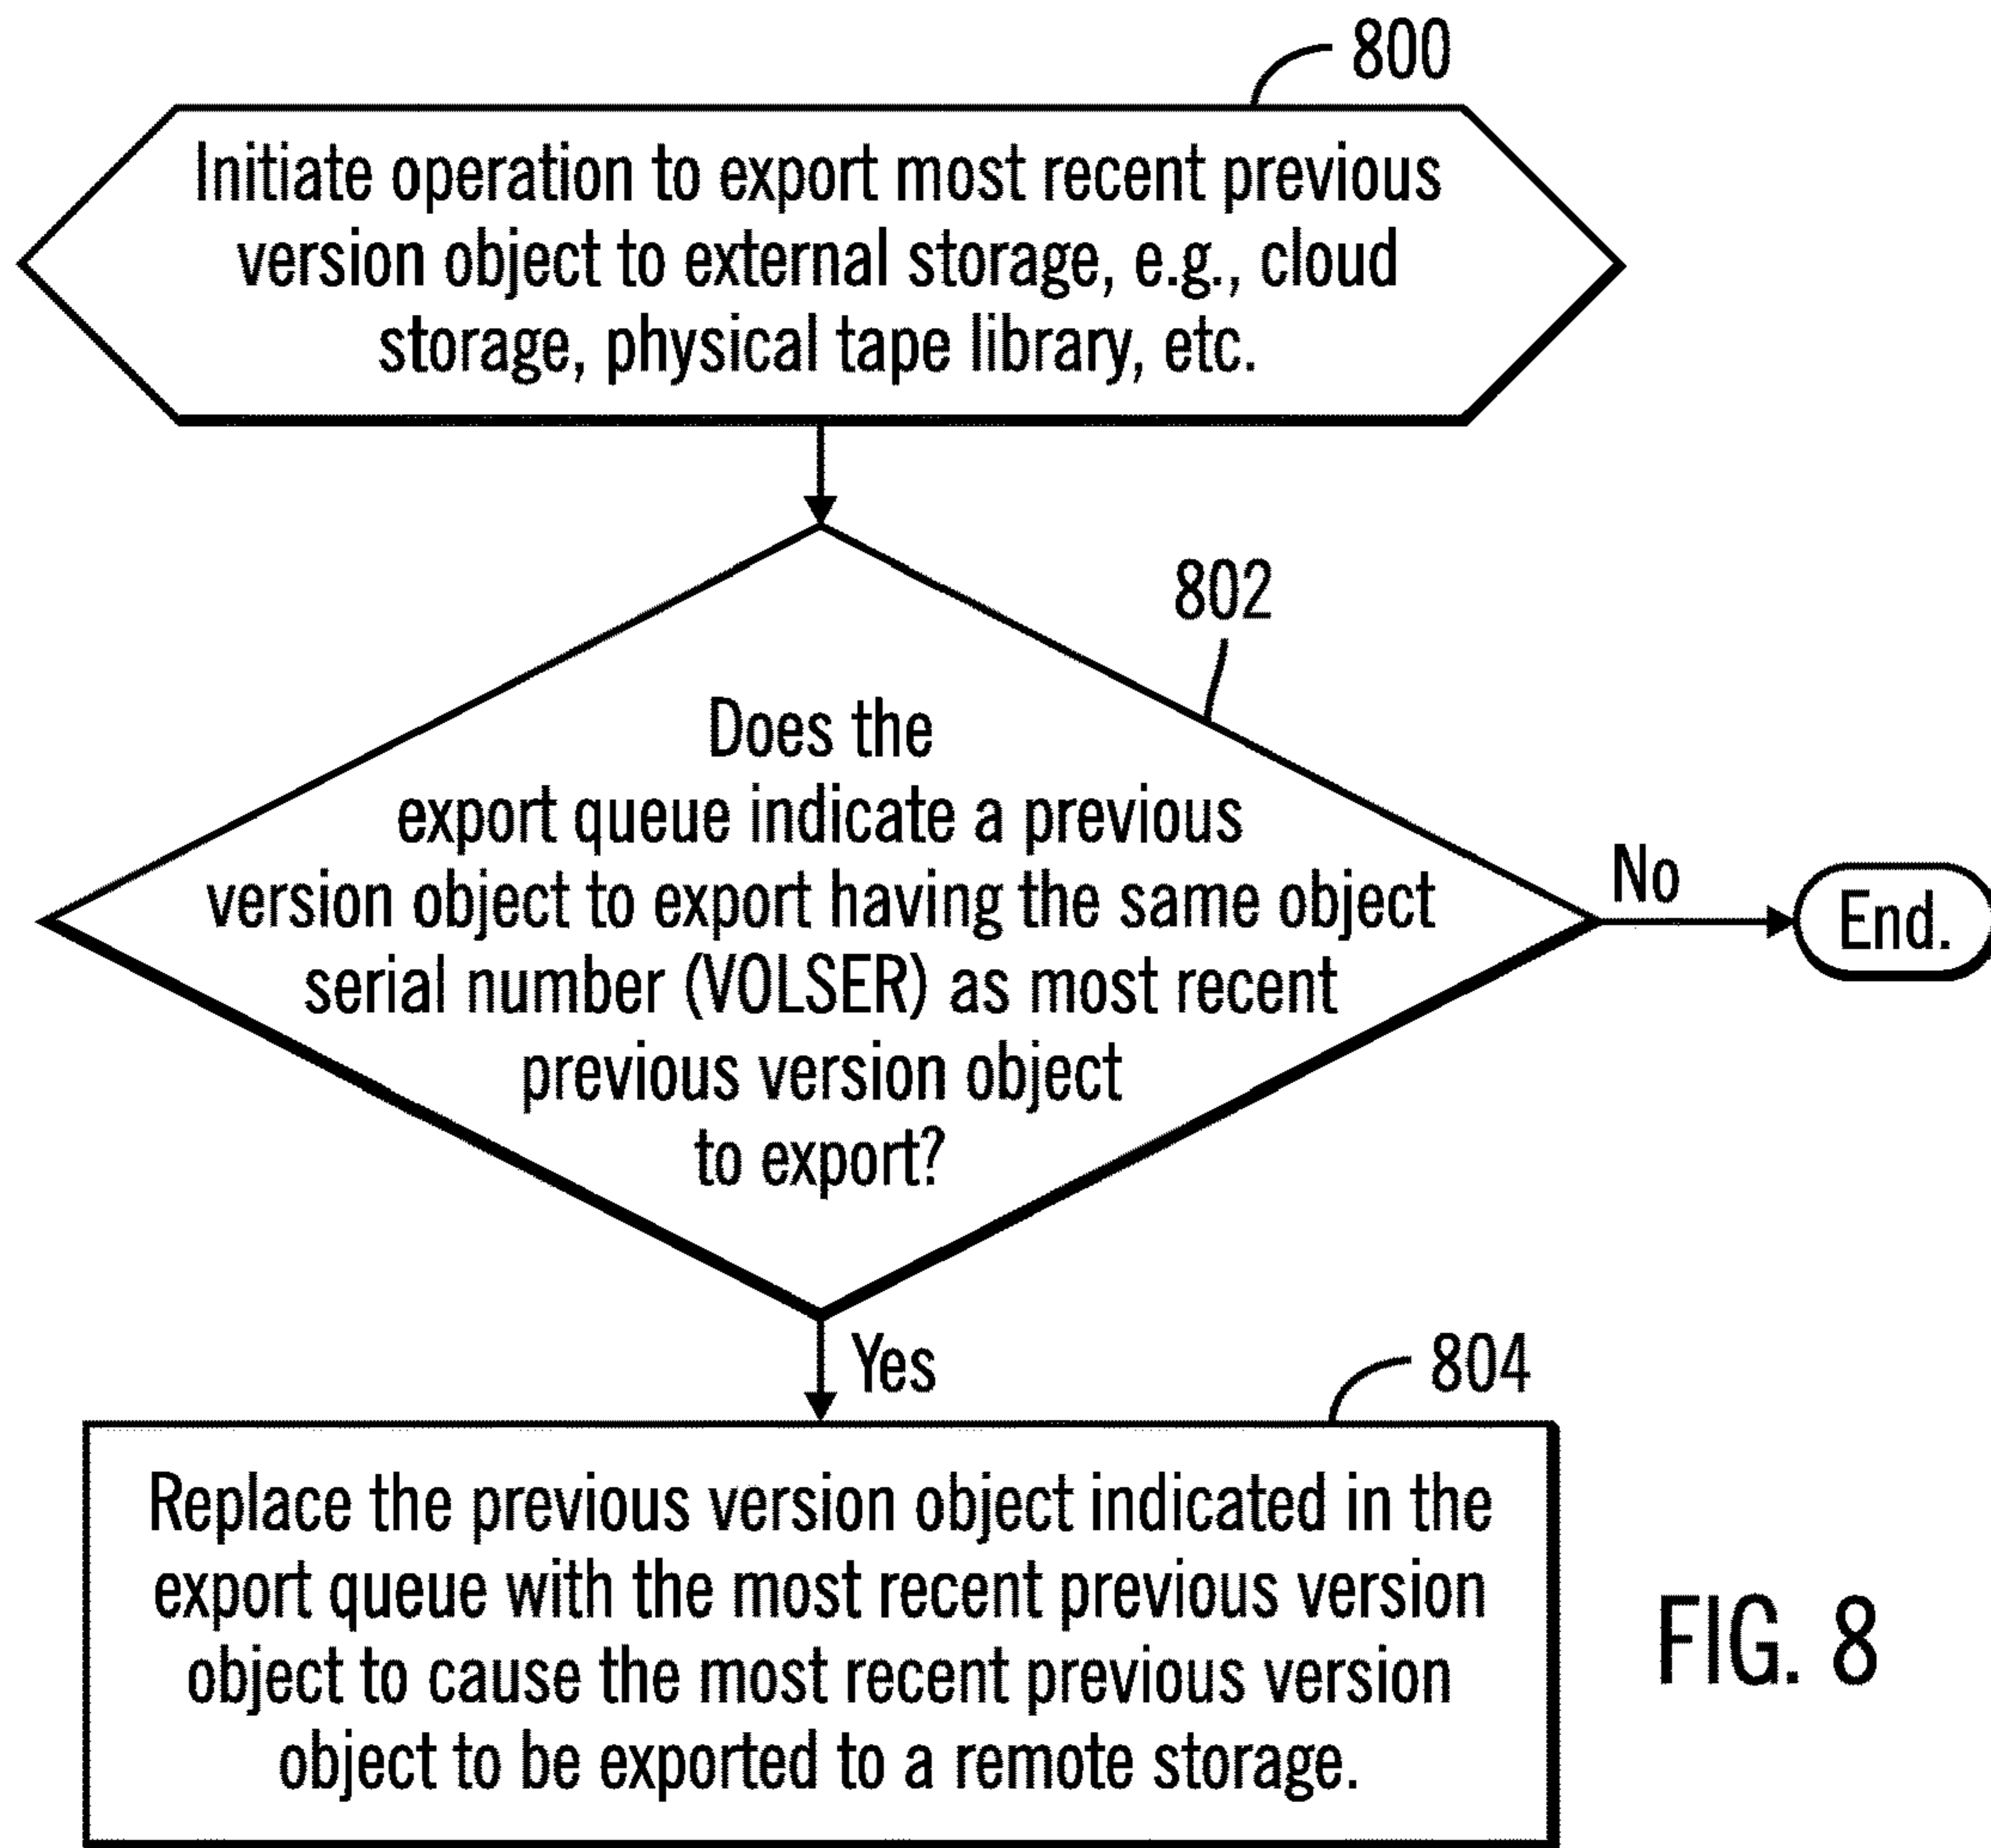 800
Initiate operation to export most recent previous
version object to external storage, e.g., cloud
storage, physical tape library, etc.
802
Does the
export queue indicate a previous
version object to export having the same object
serial number (VOLSER) as most recent
previous version object
to export?
No
End.
Yes
804
Replace the previous version object indicated in the
export queue with the most recent previous version
object to cause the most recent previous version
object to be exported to a remote storage.
FIG. 8